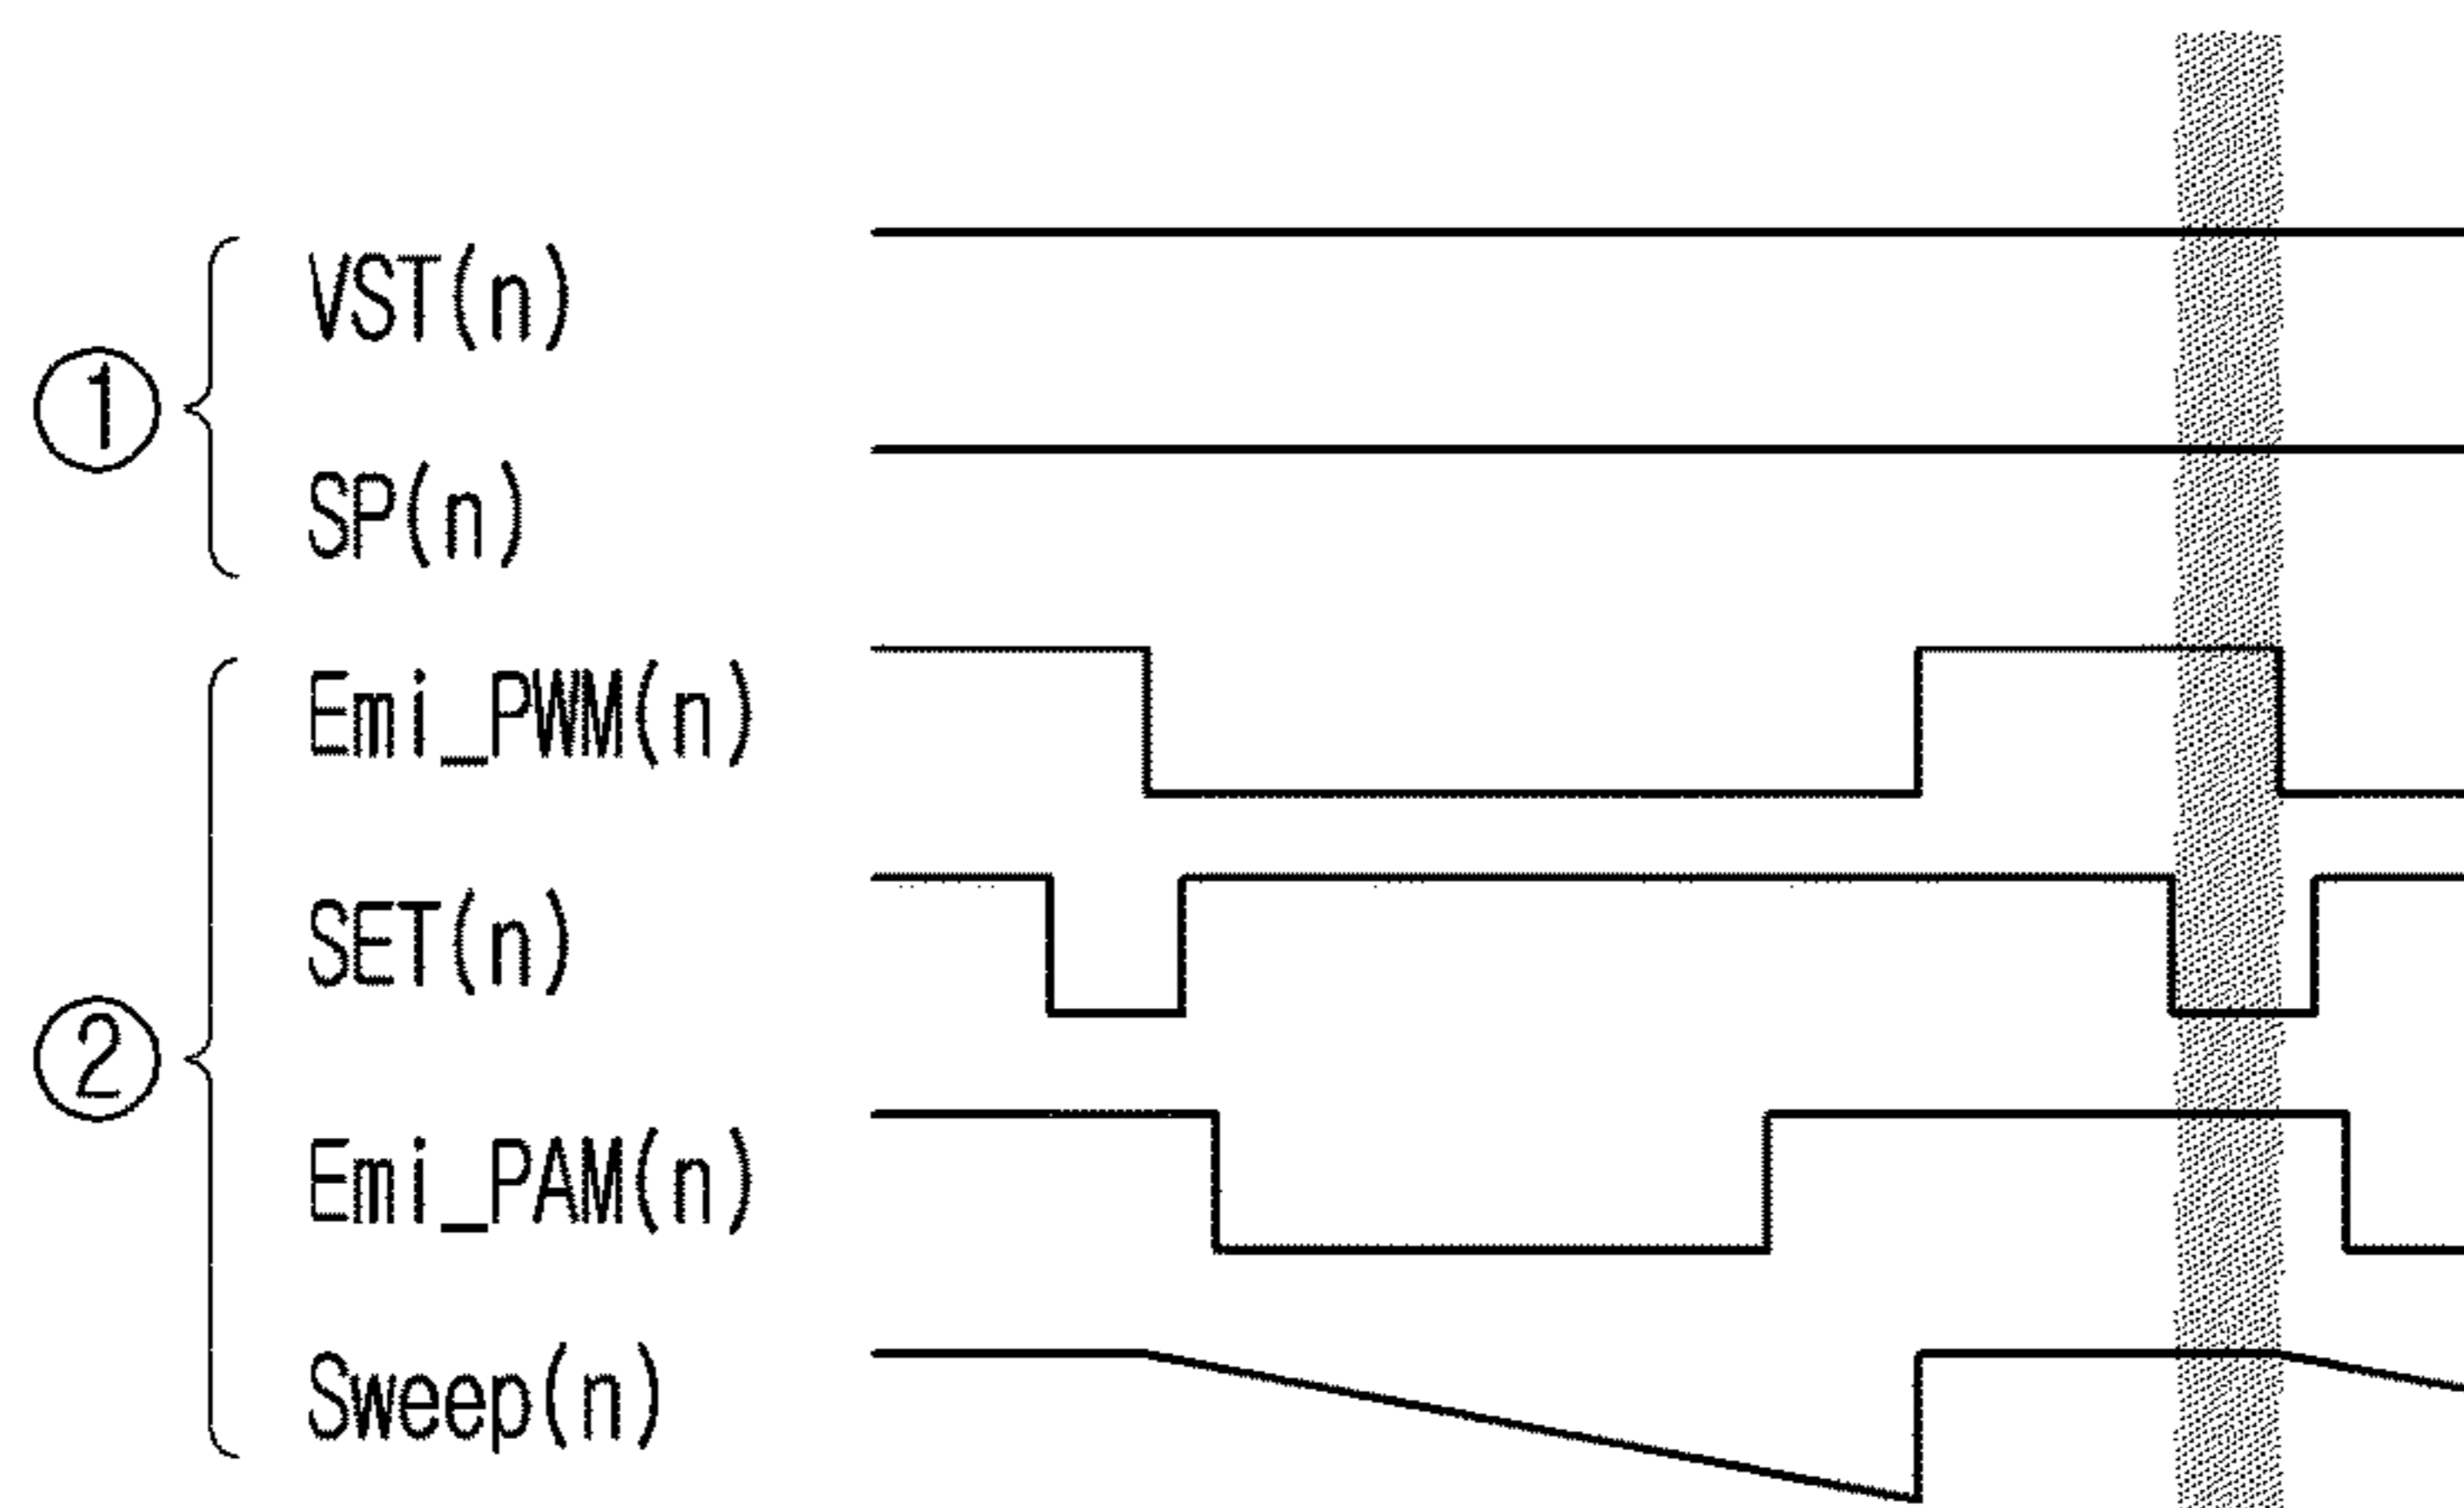 ① VST(n)
SP(n)
② Emi_PWM(n)
SET(n)
Emi_PAM(n)
Sweep(n)